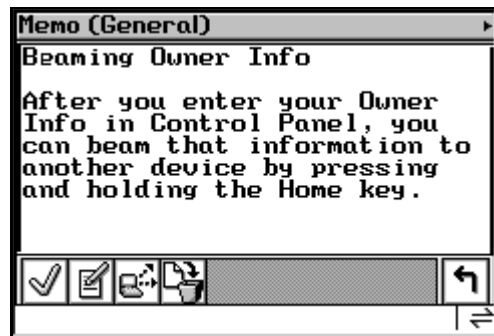 Memo (General)
Beaming Owner Info
After you enter your Owner
Info in Control Panel, you
can beam that information to
another device by pressing
and holding the Home key.